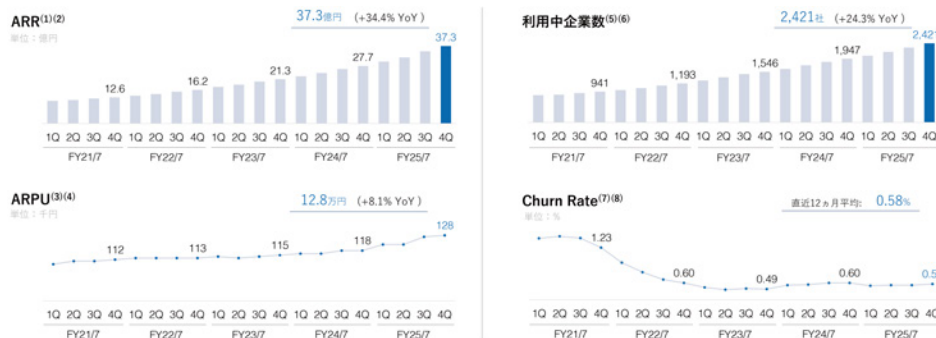 ARR(1)(2)
単位：億円
37.3億円 (+34.4% YoY)
12.6 16.2 21.3 27.7 37.3
1Q 2Q 3Q 4Q 1Q 2Q 3Q 4Q 1Q 2Q 3Q 4Q 1Q 2Q 3Q 4Q 1Q 2Q 3Q 4Q
FY21/7 FY22/7 FY23/7 FY24/7 FY25/7
利用中企業数(5)(6)
2,421社 (+24.3% YoY)
941 1,193 1,546 1,947 2,421
1Q 2Q 3Q 4Q 1Q 2Q 3Q 4Q 1Q 2Q 3Q 4Q 1Q 2Q 3Q 4Q 1Q 2Q 3Q 4Q
FY21/7 FY22/7 FY23/7 FY24/7 FY25/7
ARPU(3)(4)
単位：千円
12.8万円 (+8.1% YoY)
112 113 115 118 128
1Q 2Q 3Q 4Q 1Q 2Q 3Q 4Q 1Q 2Q 3Q 4Q 1Q 2Q 3Q 4Q 1Q 2Q 3Q 4Q
FY21/7 FY22/7 FY23/7 FY24/7 FY25/7
Churn Rate(7)(8)
単位：%
直近12ヵ月平均: 0.58%
1.23 0.60 0.49 0.60
1Q 2Q 3Q 4Q 1Q 2Q 3Q 4Q 1Q 2Q 3Q 4Q 1Q 2Q 3Q 4Q 1Q 2Q 3Q 4Q
FY21/7 FY22/7 FY23/7 FY24/7 FY25/7